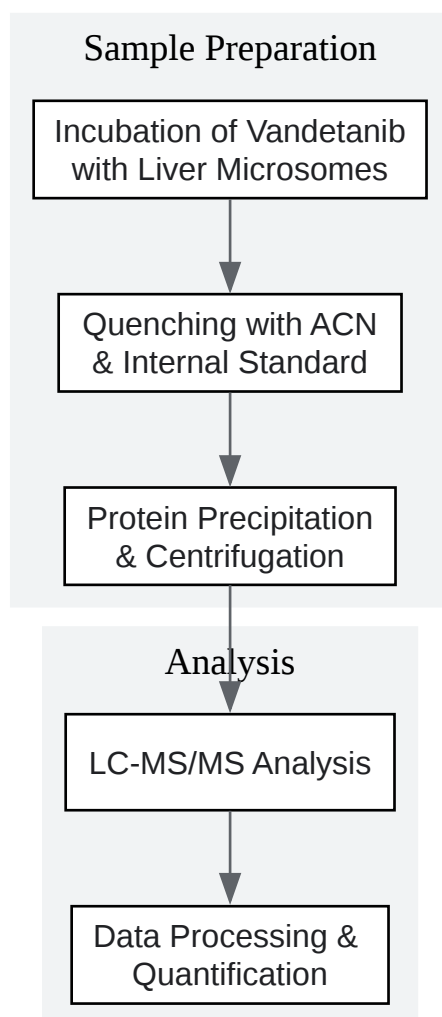 Sample Preparation
Incubation of Vandetanib
with Liver Microsomes
Quenching with ACN
& Internal Standard
Protein Precipitation
& Centrifugation
Analysis
LC-MS/MS Analysis
Data Processing &
Quantification